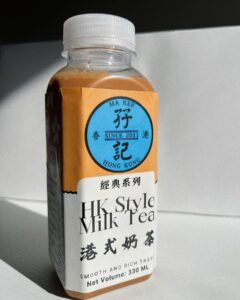 MA KEE
孖
香 SINCE 2011 港
記
HONG KONG
經典系列
HK Style
Milk Tea
港式奶茶
SMOOTH AND RICH TASTE
Net Volume: 330 ML